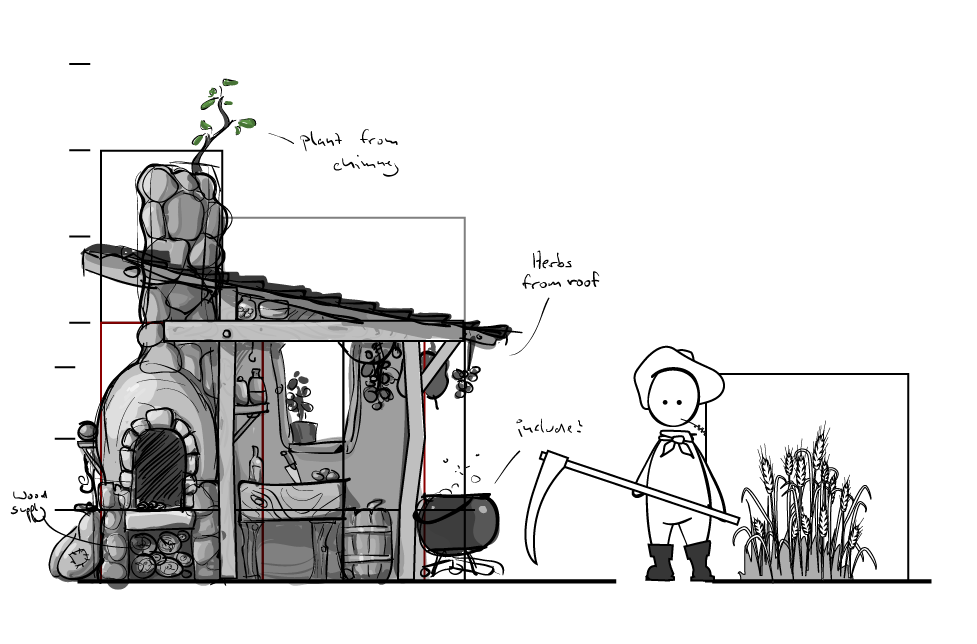 plant from
chimney
Herbs
from roof
include?
Wood
supply